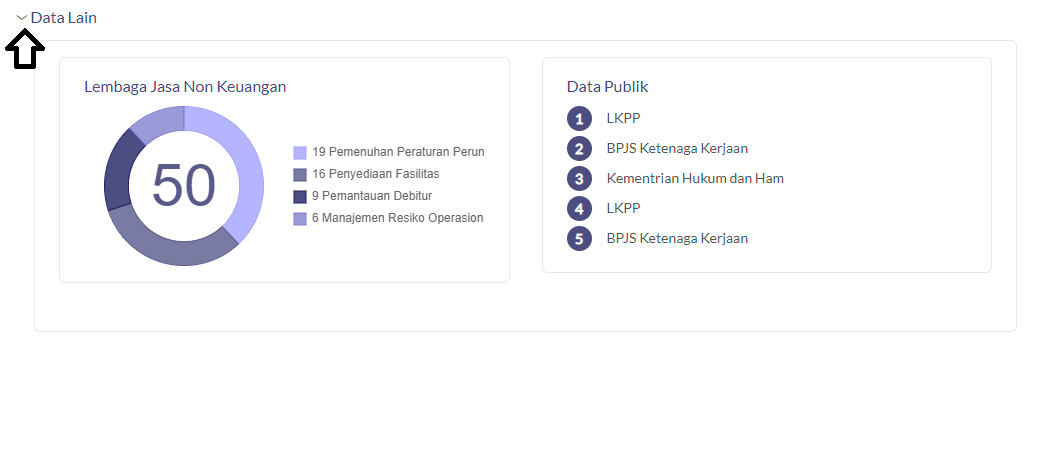 Data Lain
Lembaga Jasa Non Keuangan
50
19 Pemenuhan Peraturan Perun
16 Penyediaan Fasilitas
9 Pemantauan Debitur
6 Manajemen Resiko Operasion
Data Publik
1 LKPP
2 BPJS Ketenaga Kerjaan
3 Kementrian Hukum dan Ham
4 LKPP
5 BPJS Ketenaga Kerjaan